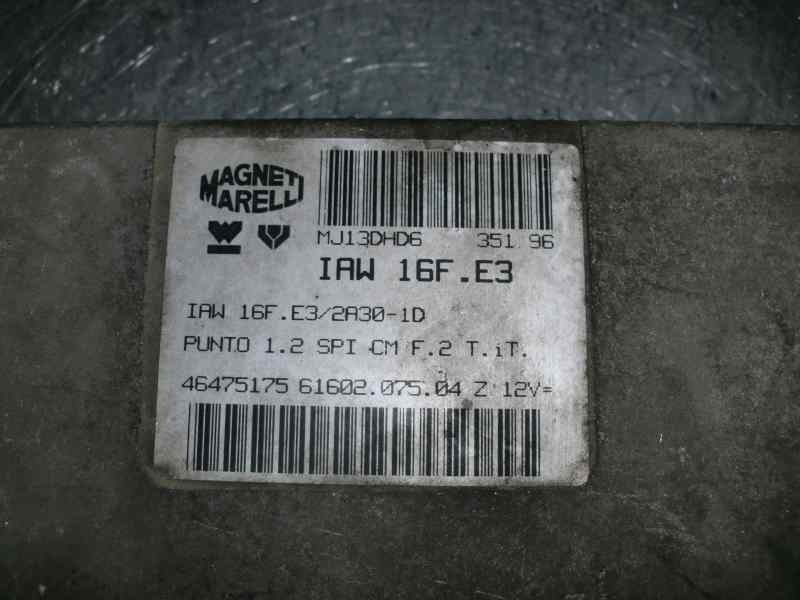 MAGNETI
MARELLI
MJ13DHD6 351 96
IAW 16F.E3
IAW 16F.E3/2A30-1D
PUNTO 1.2 SPI CM F.2 T.iT.
46475175 61602.075.04 Z 12V=